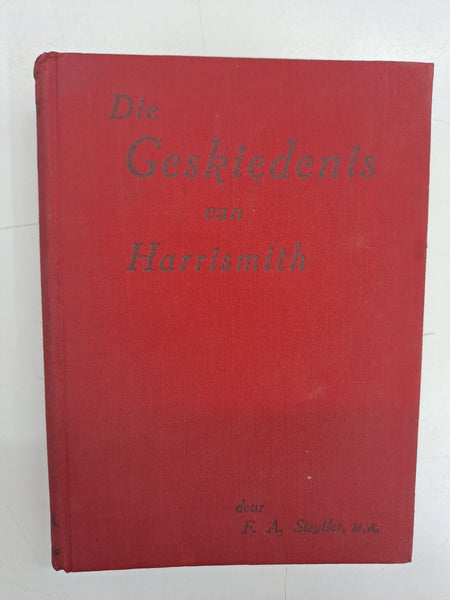 Die
Geskiedenis
van
Harrismith
deur
F. A. Steytler, M.A.